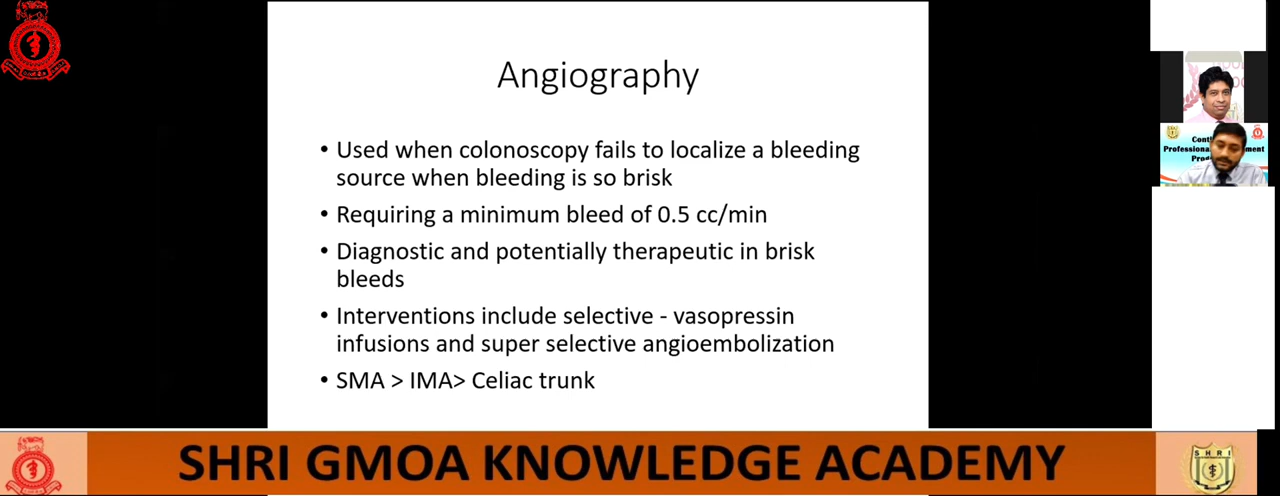 Angiography
• Used when colonoscopy fails to localize a bleeding
source when bleeding is so brisk
• Requiring a minimum bleed of 0.5 cc/min
• Diagnostic and potentially therapeutic in brisk
bleeds
• Interventions include selective - vasopressin
infusions and super selective angioembolization
• SMA > IMA> Celiac trunk
SHRI GMOA KNOWLEDGE ACADEMY
SHRI